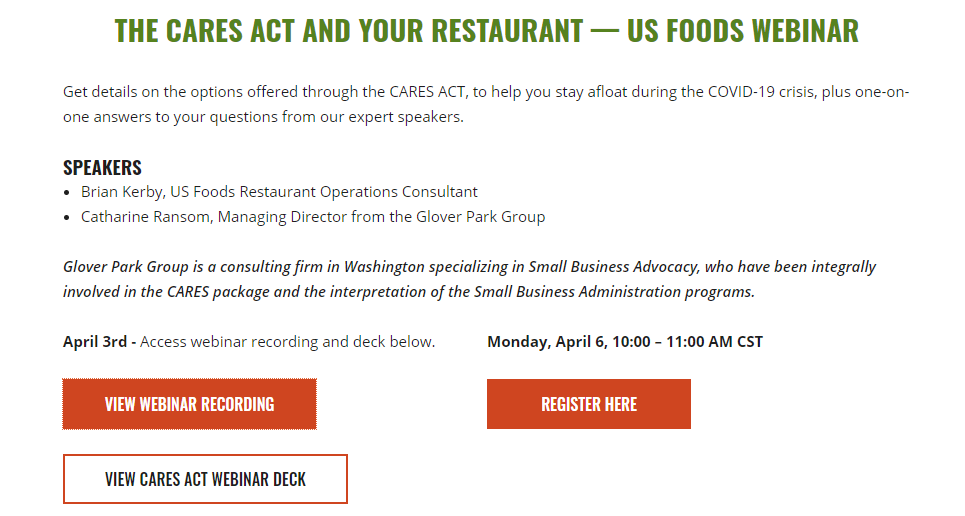 THE CARES ACT AND YOUR RESTAURANT — US FOODS WEBINAR
Get details on the options offered through the CARES ACT, to help you stay afloat during the COVID-19 crisis, plus one-on-
one answers to your questions from our expert speakers.
SPEAKERS
• Brian Kerby, US Foods Restaurant Operations Consultant
• Catharine Ransom, Managing Director from the Glover Park Group
Glover Park Group is a consulting firm in Washington specializing in Small Business Advocacy, who have been integrally
involved in the CARES package and the interpretation of the Small Business Administration programs.
April 3rd - Access webinar recording and deck below.
VIEW WEBINAR RECORDING
VIEW CARES ACT WEBINAR DECK
Monday, April 6, 10:00 – 11:00 AM CST
REGISTER HERE